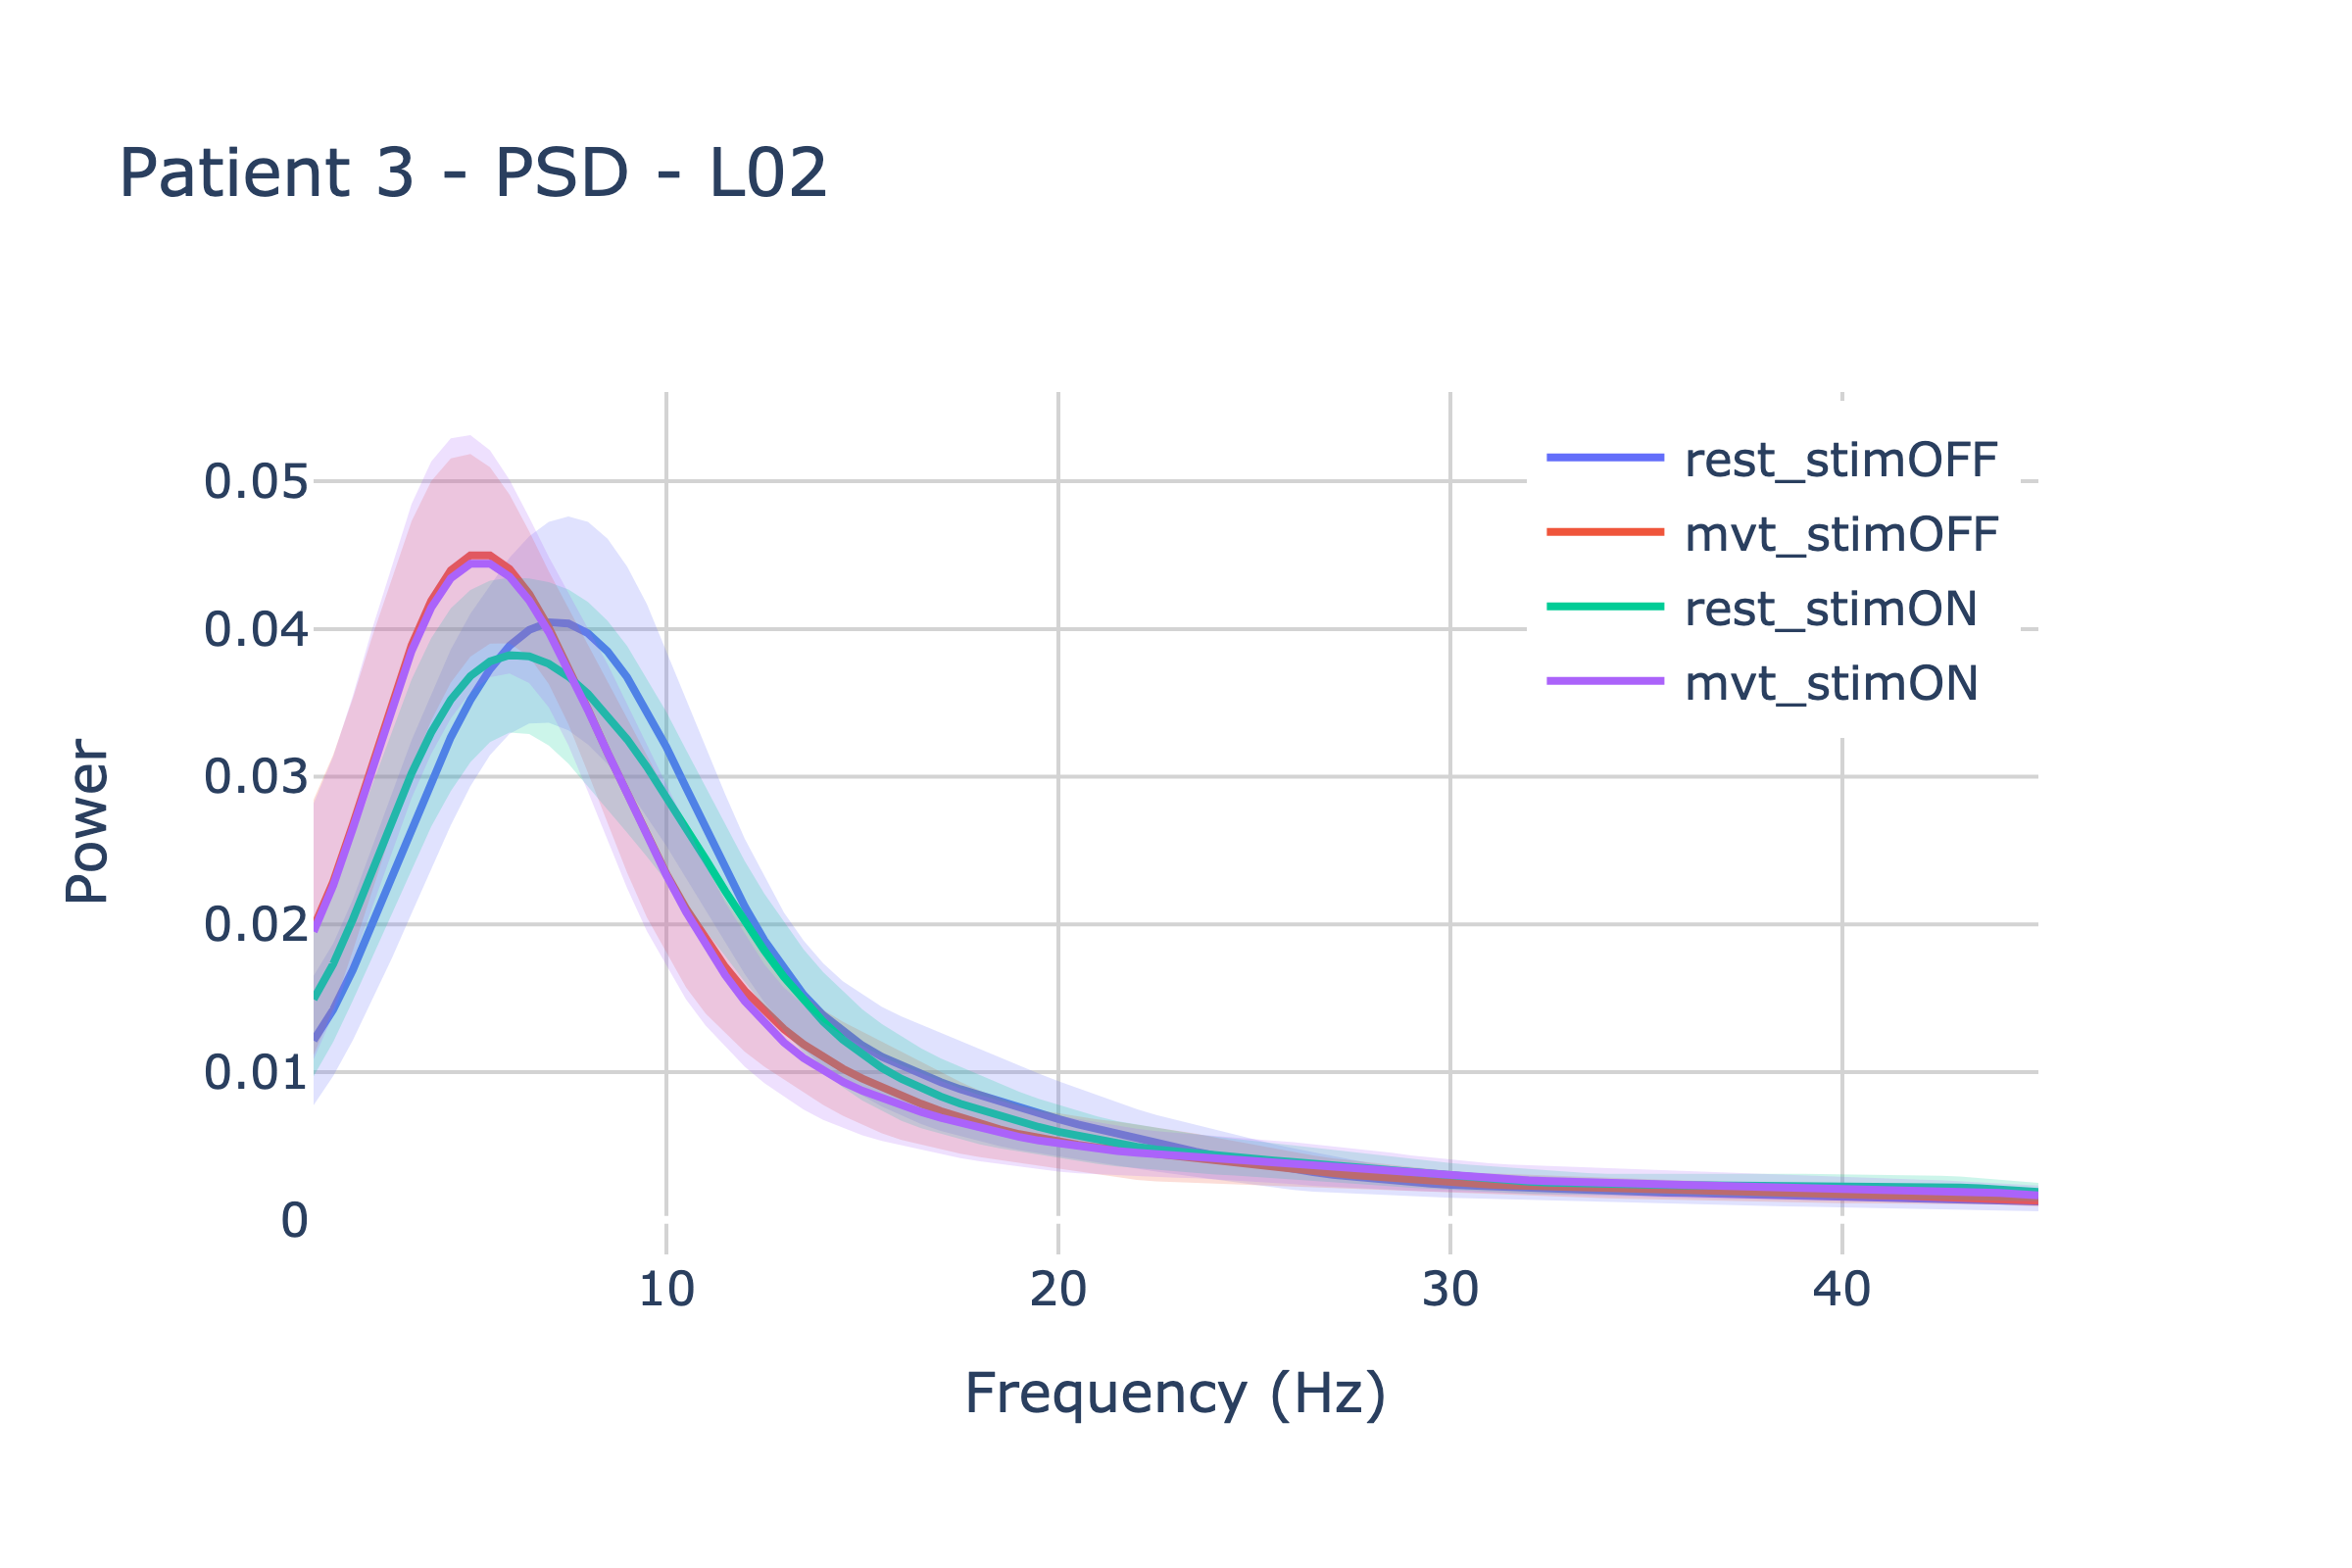 Patient 3 - PSD - L02
rest_stimOFF
mvt_stimOFF
rest_stimON
mvt_stimON
Power
0.05
0.04
0.03
0.02
0.01
0
10
20
30
40
Frequency (Hz)